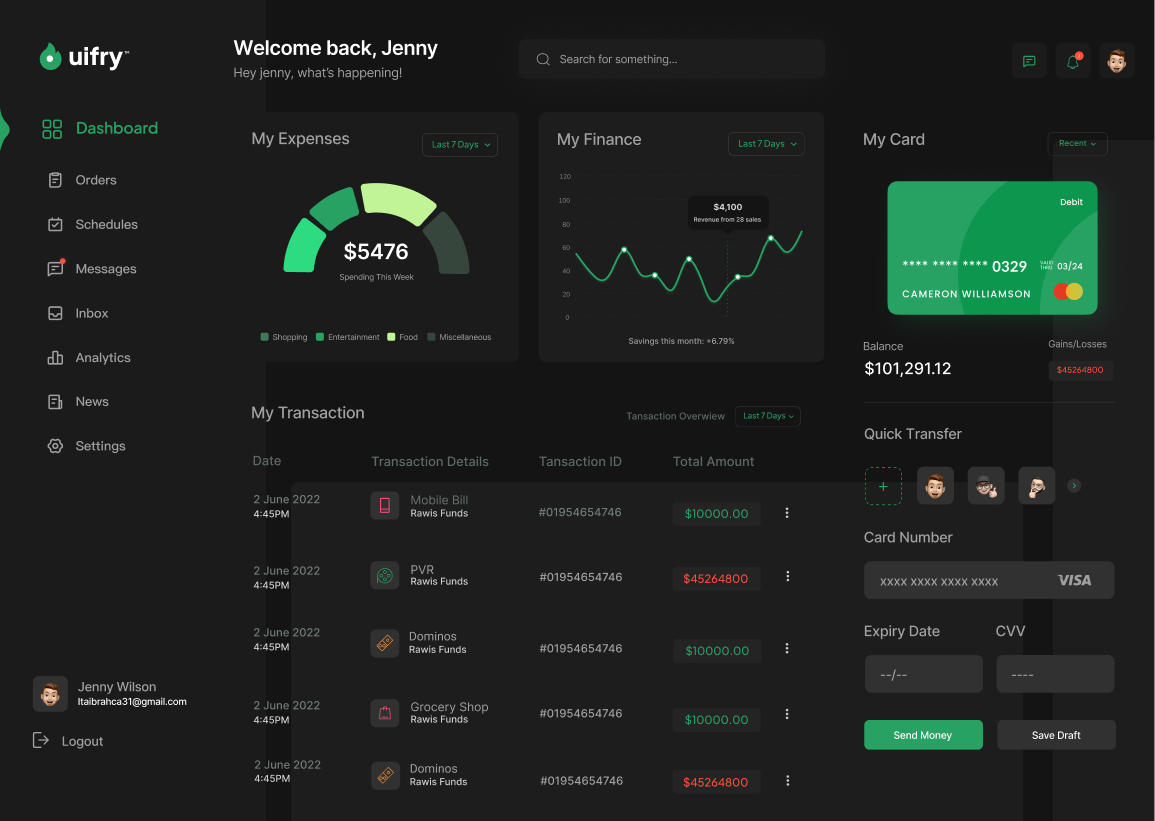 uifry™
Welcome back, Jenny
Hey jenny, what's happening!
Search for something...
Dashboard
Orders
Schedules
Messages
Inbox
Analytics
News
Settings
Jenny Wilson
Itaibrahca31@gmail.com
Logout
My Expenses
Last 7 Days
$5476
Spending This Week
Shopping
Entertainment
Food
Miscellaneous
My Finance
Last 7 Days
120
100
80
60
40
20
0
$4,100
Revenue from 28 sales
Savings this month: +6.79%
My Card
Recent
Debit
**** **** **** 0329
VALID THRU 03/24
CAMERON WILLIAMSON
Balance
$101,291.12
Gains/Losses
$45264800
My Transaction
Tansaction Overview
Last 7 Days
Date Transaction Details Tansaction ID Total Amount
2 June 2022 Mobile Bill
4:45PM Rawis Funds
#01954654746 $10000.00
2 June 2022 PVR
4:45PM Rawis Funds
#01954654746 $45264800
2 June 2022 Dominos
4:45PM Rawis Funds
#01954654746 $10000.00
2 June 2022 Grocery Shop
4:45PM Rawis Funds
#01954654746 $10000.00
2 June 2022 Dominos
4:45PM Rawis Funds
#01954654746 $45264800
Quick Transfer
+
Card Number
xxxx xxxx xxxx xxxx VISA
Expiry Date CVV
--/-- ----
Send Money Save Draft